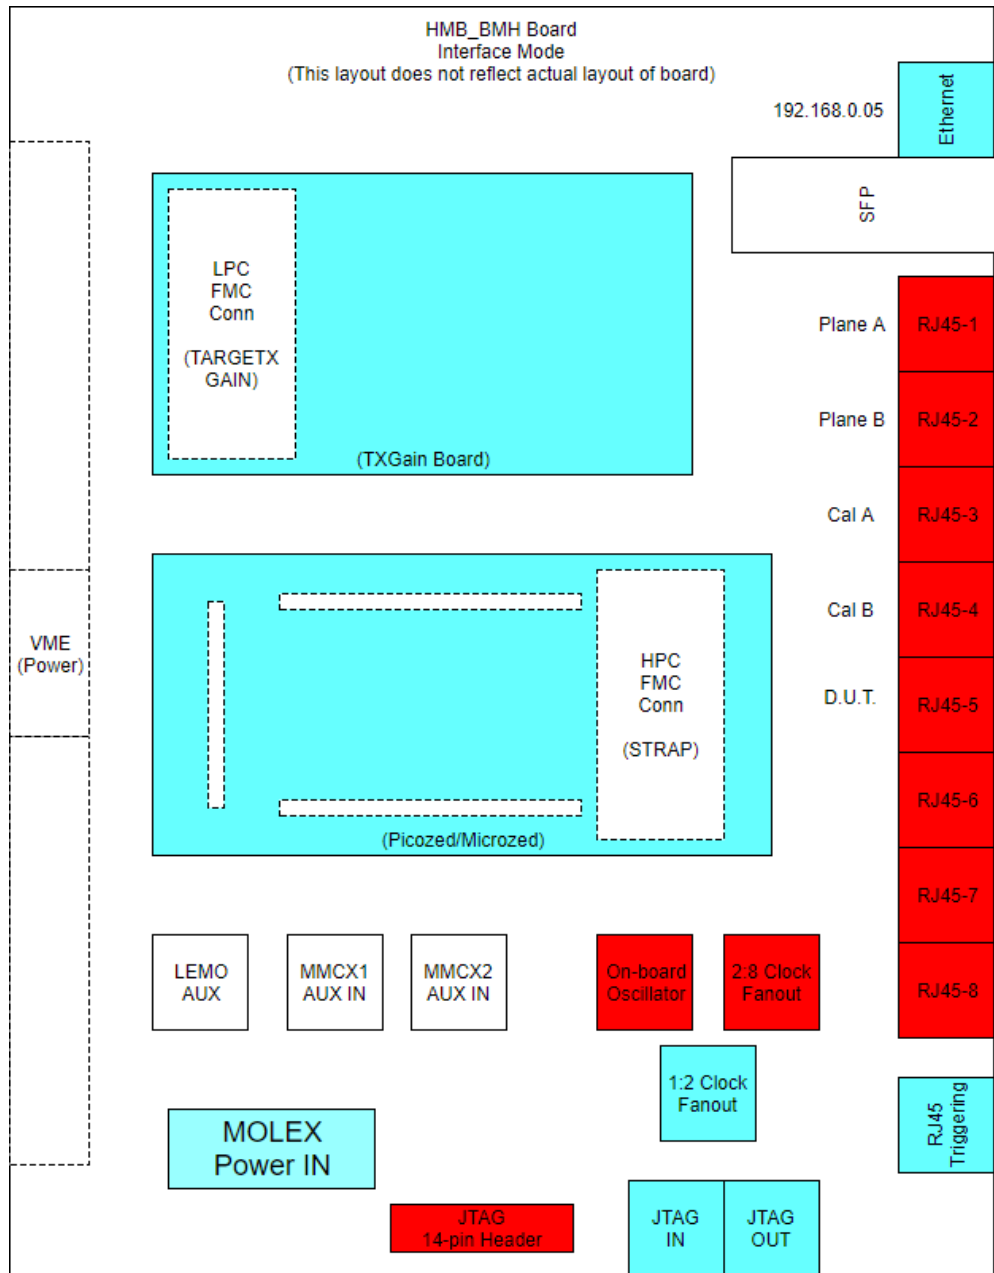 HMB_BMH Board
Interface Mode
(This layout does not reflect actual layout of board)
192.168.0.05
Ethernet
SFP
LPC
FMC
Conn
(TARGETX
GAIN)
(TXGain Board)
Plane A
RJ45-1
Plane B
RJ45-2
Cal A
RJ45-3
Cal B
RJ45-4
D.U.T.
RJ45-5
RJ45-6
RJ45-7
RJ45-8
VME
(Power)
HPC
FMC
Conn
(STRAP)
(Picozed/Microzed)
LEMO
AUX
MMCX1
AUX IN
MMCX2
AUX IN
On-board
Oscillator
2:8 Clock
Fanout
1:2 Clock
Fanout
RJ45
Triggering
MOLEX
Power IN
JTAG
14-pin Header
JTAG
IN
JTAG
OUT